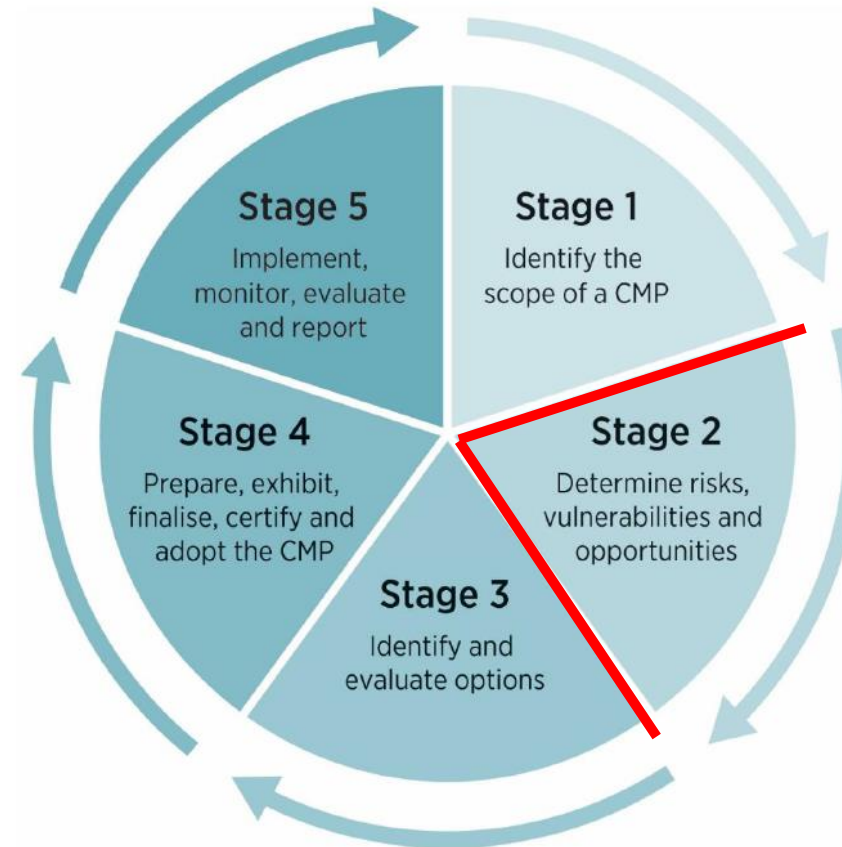 Stage 1
Identify the
scope of a CMP
Stage 2
Determine risks,
vulnerabilities and
opportunities
Stage 3
Identify and
evaluate options
Stage 4
Prepare, exhibit,
finalise, certify and
adopt the CMP
Stage 5
Implement,
monitor, evaluate
and report